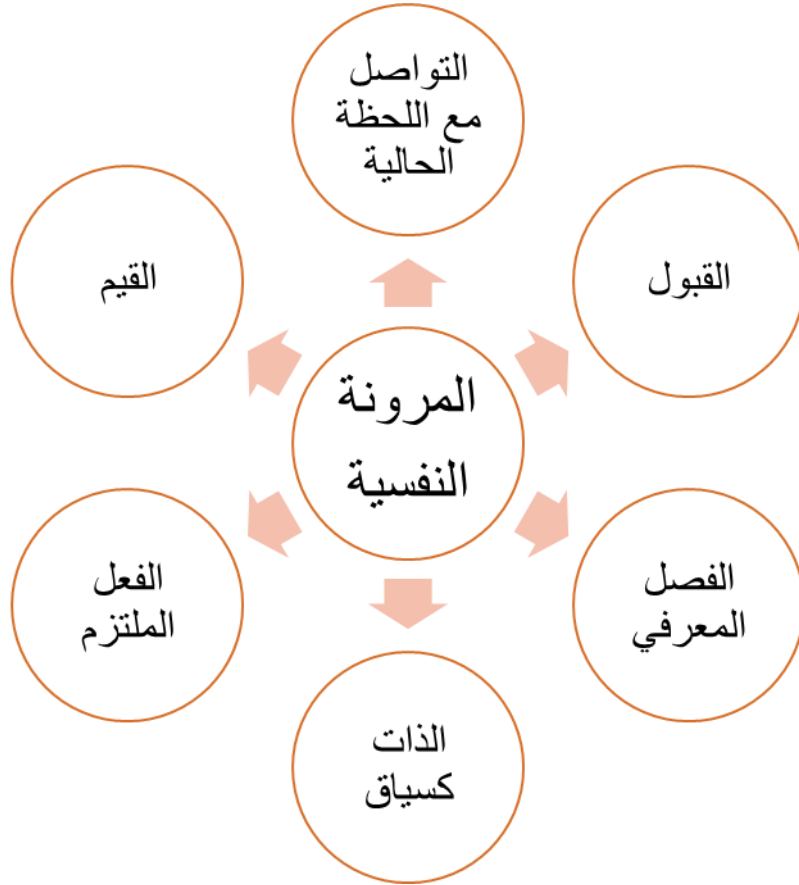 التواصل
مع اللحظة
الحالية
القبول
القيم
المرونة
النفسية
الفصل
المعرفي
الفعل
الملتزم
الذات
كسياق